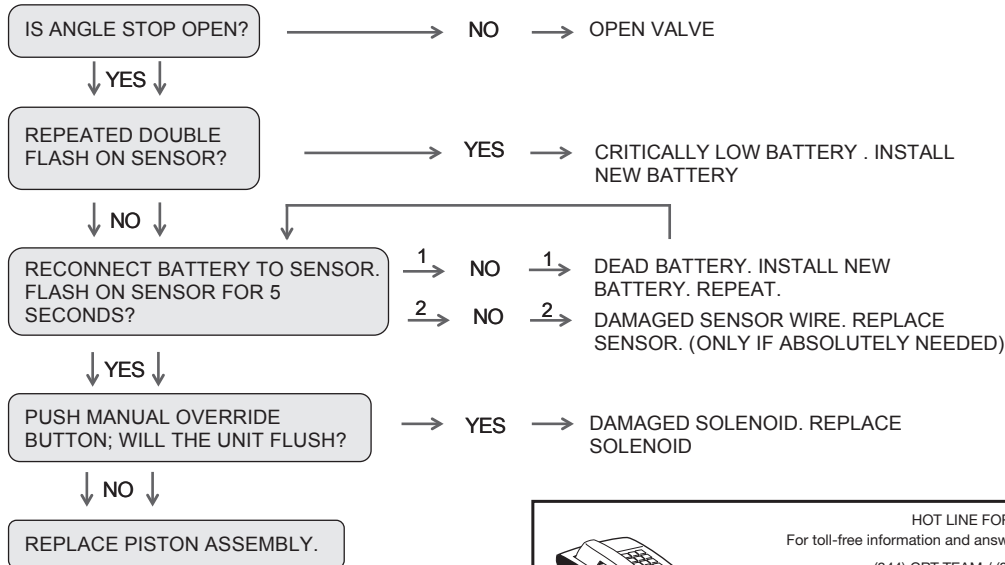 IS ANGLE STOP OPEN?
NO
OPEN VALVE
YES
REPEATED DOUBLE
FLASH ON SENSOR?
YES
CRITICALLY LOW BATTERY . INSTALL
NEW BATTERY
NO
RECONNECT BATTERY TO SENSOR.
FLASH ON SENSOR FOR 5
SECONDS?
1
NO
1
DEAD BATTERY. INSTALL NEW
BATTERY. REPEAT.
2
NO
2
DAMAGED SENSOR WIRE. REPLACE
SENSOR. (ONLY IF ABSOLUTELY NEEDED)
YES
PUSH MANUAL OVERRIDE
BUTTON; WILL THE UNIT FLUSH?
YES
DAMAGED SOLENOID. REPLACE
SOLENOID
NO
REPLACE PISTON ASSEMBLY.
HOT LINE FOR
For toll-free information and answ